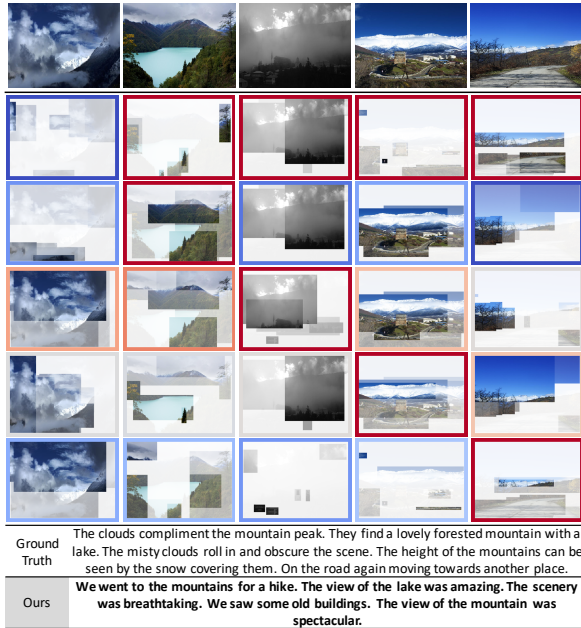 Ground Truth
The clouds compliment the mountain peak. They find a lovely forested mountain with a
lake. The misty clouds roll in and obscure the scene. The height of the mountains can be
seen by the snow covering them. On the road again moving towards another place.
Ours
We went to the mountains for a hike. The view of the lake was amazing. The scenery
was breathtaking. We saw some old buildings. The view of the mountain was
spectacular.